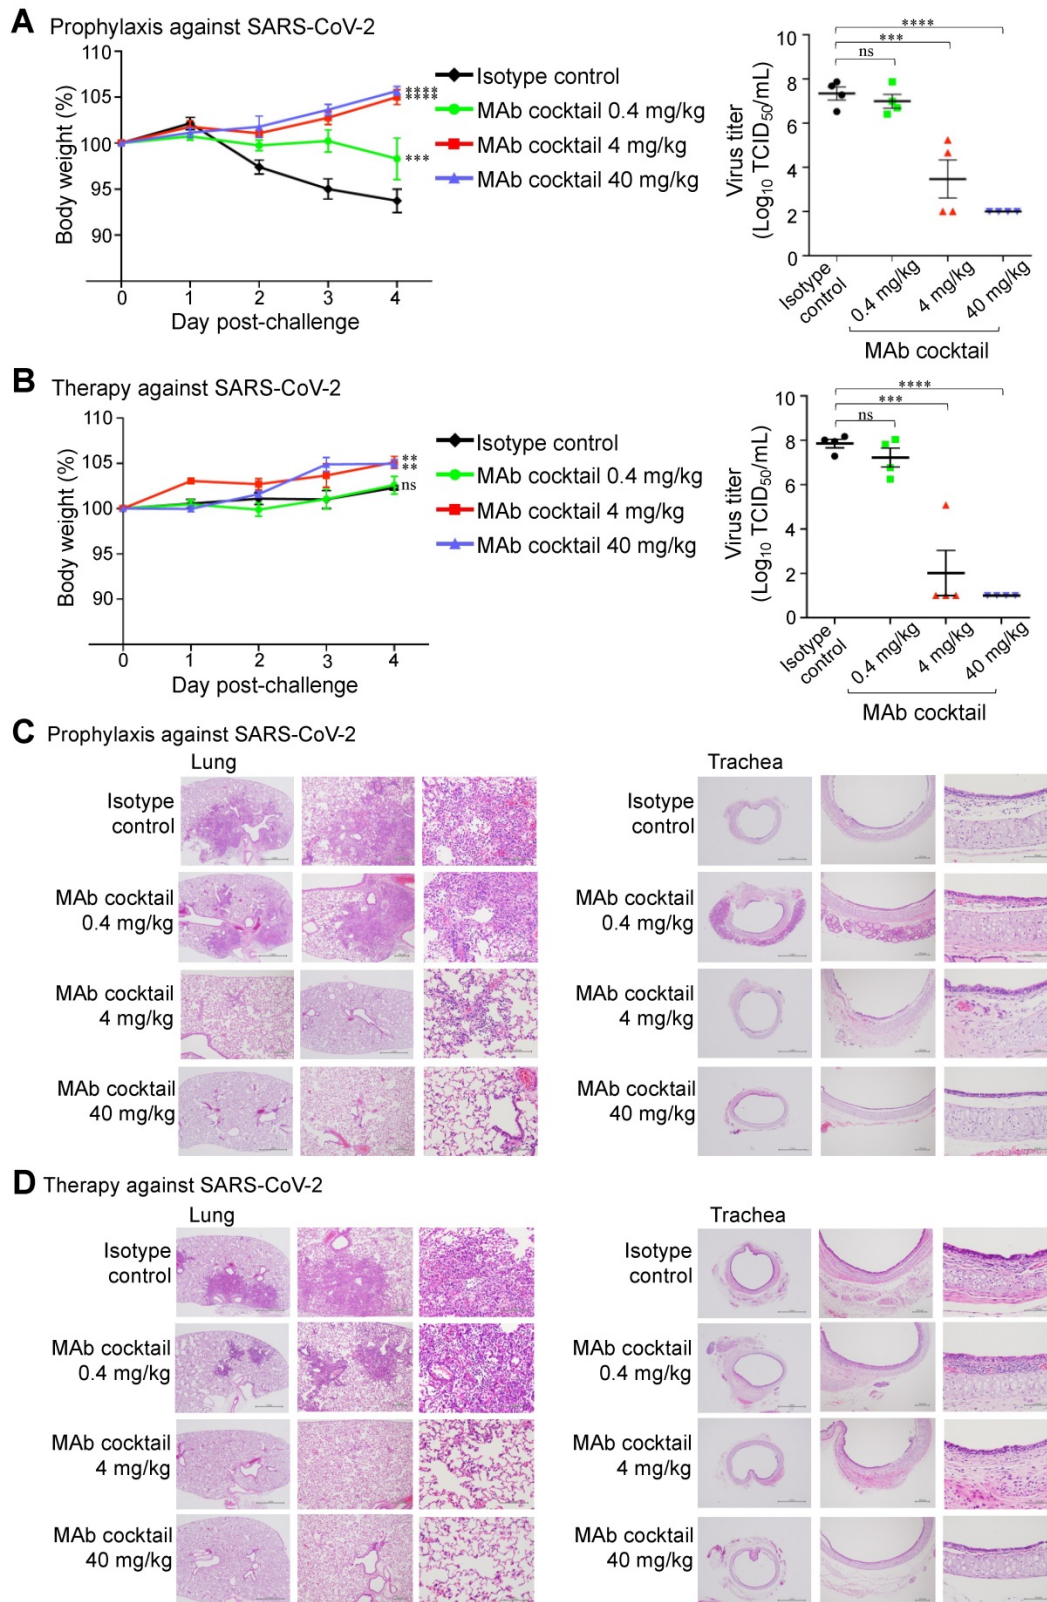 A Prophylaxis against SARS-CoV-2
110
105
100
95
90
Body weight (%)
0 1 2 3 4
Day post-challenge
****
****
***
Isotype control
MAb cocktail 0.4 mg/kg
MAb cocktail 4 mg/kg
MAb cocktail 40 mg/kg
****
***
ns
10
8
6
4
2
0
Virus titer
(Log10 TCID50/mL)
Isotype
control
0.4 mg/kg
4 mg/kg
40 mg/kg
MAb cocktail
B Therapy against SARS-CoV-2
110
105
100
95
90
Body weight (%)
0 1 2 3 4
Day post-challenge
**
**
ns
Isotype control
MAb cocktail 0.4 mg/kg
MAb cocktail 4 mg/kg
MAb cocktail 40 mg/kg
****
***
ns
10
8
6
4
2
0
Virus titer
(Log10 TCID50/mL)
Isotype
control
0.4 mg/kg
4 mg/kg
40 mg/kg
MAb cocktail
C Prophylaxis against SARS-CoV-2
Lung
Isotype
control
MAb cocktail
0.4 mg/kg
MAb cocktail
4 mg/kg
MAb cocktail
40 mg/kg
Trachea
Isotype
control
MAb cocktail
0.4 mg/kg
MAb cocktail
4 mg/kg
MAb cocktail
40 mg/kg
D Therapy against SARS-CoV-2
Lung
Isotype
control
MAb cocktail
0.4 mg/kg
MAb cocktail
4 mg/kg
MAb cocktail
40 mg/kg
Trachea
Isotype
control
MAb cocktail
0.4 mg/kg
MAb cocktail
4 mg/kg
MAb cocktail
40 mg/kg